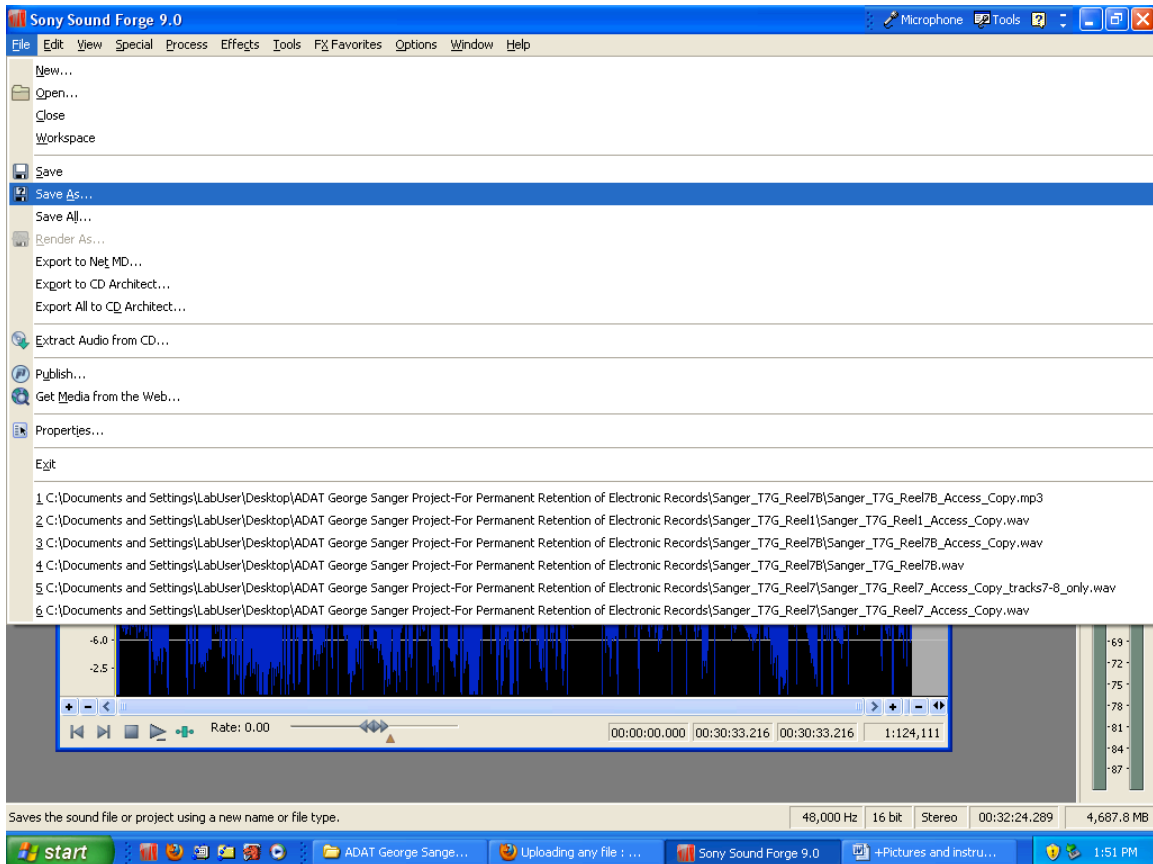 Sony Sound Forge 9.0 Microphone Tools
File Edit View Special Process Effects Tools FX Favorites Options Window Help
New...
Open...
Close
Workspace
Save
Save As...
Save All...
Render As...
Export to Net MD...
Export to CD Architect...
Export All to CD Architect...
Extract Audio from CD...
Publish...
Get Media from the Web...
Properties...
Exit
1 C:\Documents and Settings\LabUser\Desktop\ADAT George Sanger Project-For Permanent Retention of Electronic Records\Sanger_T7G_Reel7B\Sanger_T7G_Reel7B_Access_Copy.mp3
2 C:\Documents and Settings\LabUser\Desktop\ADAT George Sanger Project-For Permanent Retention of Electronic Records\Sanger_T7G_Reel1\Sanger_T7G_Reel1_Access_Copy.wav
3 C:\Documents and Settings\LabUser\Desktop\ADAT George Sanger Project-For Permanent Retention of Electronic Records\Sanger_T7G_Reel7B\Sanger_T7G_Reel7B_Access_Copy.wav
4 C:\Documents and Settings\LabUser\Desktop\ADAT George Sanger Project-For Permanent Retention of Electronic Records\Sanger_T7G_Reel7B\Sanger_T7G_Reel7B.wav
5 C:\Documents and Settings\LabUser\Desktop\ADAT George Sanger Project-For Permanent Retention of Electronic Records\Sanger_T7G_Reel7\Sanger_T7G_Reel7_Access_Copy_tracks7-8_only.wav
6 C:\Documents and Settings\LabUser\Desktop\ADAT George Sanger Project-For Permanent Retention of Electronic Records\Sanger_T7G_Reel7\Sanger_T7G_Reel7_Access_Copy.wav
-6.0
-2.5
-69
-72
-75
-78
-81
-84
-87
Rate: 0.00 00:00:00.000 00:30:33.216 00:30:33.216 1:124,111
Saves the sound file or project using a new name or file type. 48,000 Hz 16 bit Stereo 00:32:24.289 4,687.8 MB
start ADAT George Sange... Uploading any file : ... Sony Sound Forge 9.0 +Pictures and instru... 1:51 PM